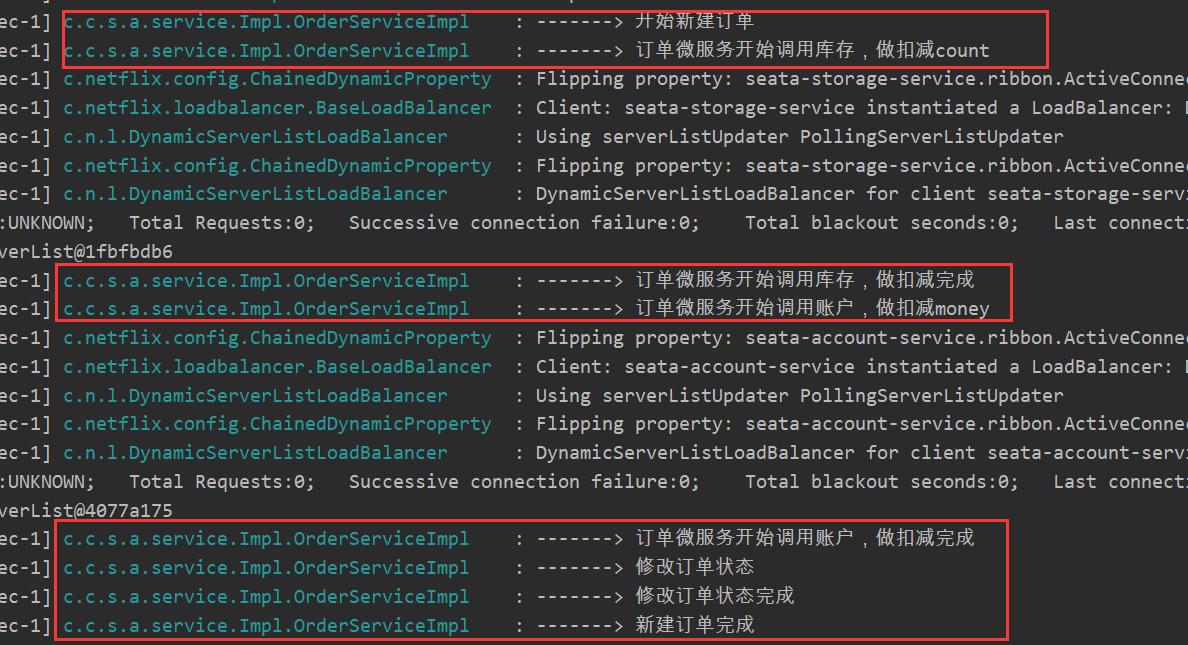 ec-1] c.c.s.a.service.Impl.OrderServiceImpl : -------> 开始新建订单
ec-1] c.c.s.a.service.Impl.OrderServiceImpl : -------> 订单微服务开始调用库存，做扣减count
ec-1] c.netflix.config.ChainedDynamicProperty : Flipping property: seata-storage-service.ribbon.ActiveConnec
ec-1] c.netflix.loadbalancer.BaseLoadBalancer : Client: seata-storage-service instantiated a LoadBalancer:
ec-1] c.n.l.DynamicServerListLoadBalancer : Using serverListUpdater PollingServerListUpdater
ec-1] c.netflix.config.ChainedDynamicProperty : Flipping property: seata-storage-service.ribbon.ActiveConnec
ec-1] c.n.l.DynamicServerListLoadBalancer : DynamicServerListLoadBalancer for client seata-storage-servi
:UNKNOWN; Total Requests:0; Successive connection failure:0; Total blackout seconds:0; Last connecti
verList@1fbfbdb6
ec-1] c.c.s.a.service.Impl.OrderServiceImpl : -------> 订单微服务开始调用库存，做扣减完成
ec-1] c.c.s.a.service.Impl.OrderServiceImpl : -------> 订单微服务开始调用账户，做扣减money
ec-1] c.netflix.config.ChainedDynamicProperty : Flipping property: seata-account-service.ribbon.ActiveConnec
ec-1] c.netflix.loadbalancer.BaseLoadBalancer : Client: seata-account-service instantiated a LoadBalancer:
ec-1] c.n.l.DynamicServerListLoadBalancer : Using serverListUpdater PollingServerListUpdater
ec-1] c.netflix.config.ChainedDynamicProperty : Flipping property: seata-account-service.ribbon.ActiveConnec
ec-1] c.n.l.DynamicServerListLoadBalancer : DynamicServerListLoadBalancer for client seata-account-servi
:UNKNOWN; Total Requests:0; Successive connection failure:0; Total blackout seconds:0; Last connecti
verList@4077a175
ec-1] c.c.s.a.service.Impl.OrderServiceImpl : -------> 订单微服务开始调用账户，做扣减完成
ec-1] c.c.s.a.service.Impl.OrderServiceImpl : -------> 修改订单状态
ec-1] c.c.s.a.service.Impl.OrderServiceImpl : -------> 修改订单状态完成
ec-1] c.c.s.a.service.Impl.OrderServiceImpl : -------> 新建订单完成